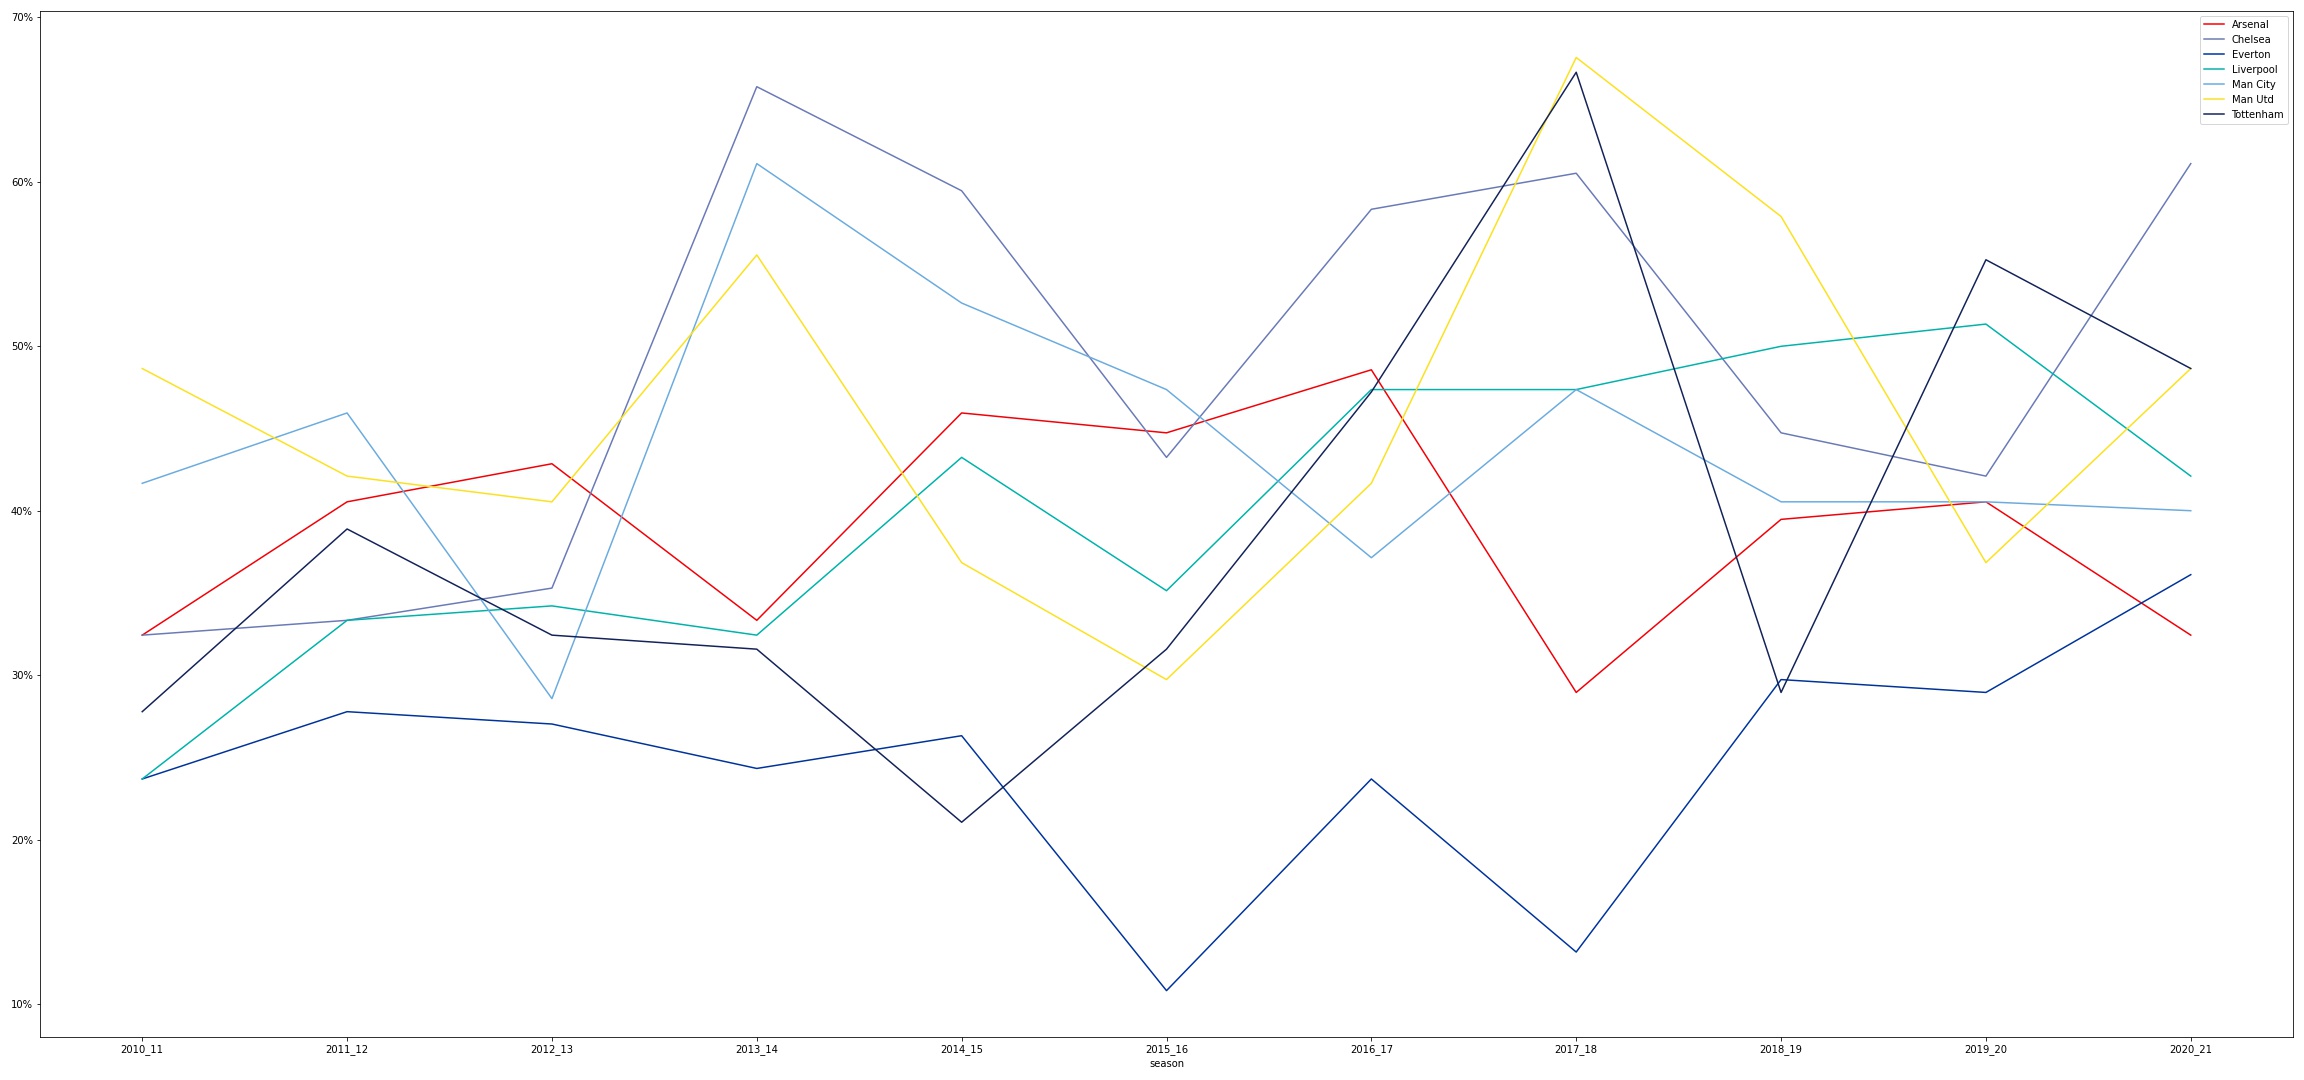 70%
60%
50%
40%
30%
20%
10%
Arsenal
Chelsea
Everton
Liverpool
Man City
Man Utd
Tottenham
2010_11 2011_12 2012_13 2013_14 2014_15 2015_16 2016_17 2017_18 2018_19 2019_20 2020_21
season